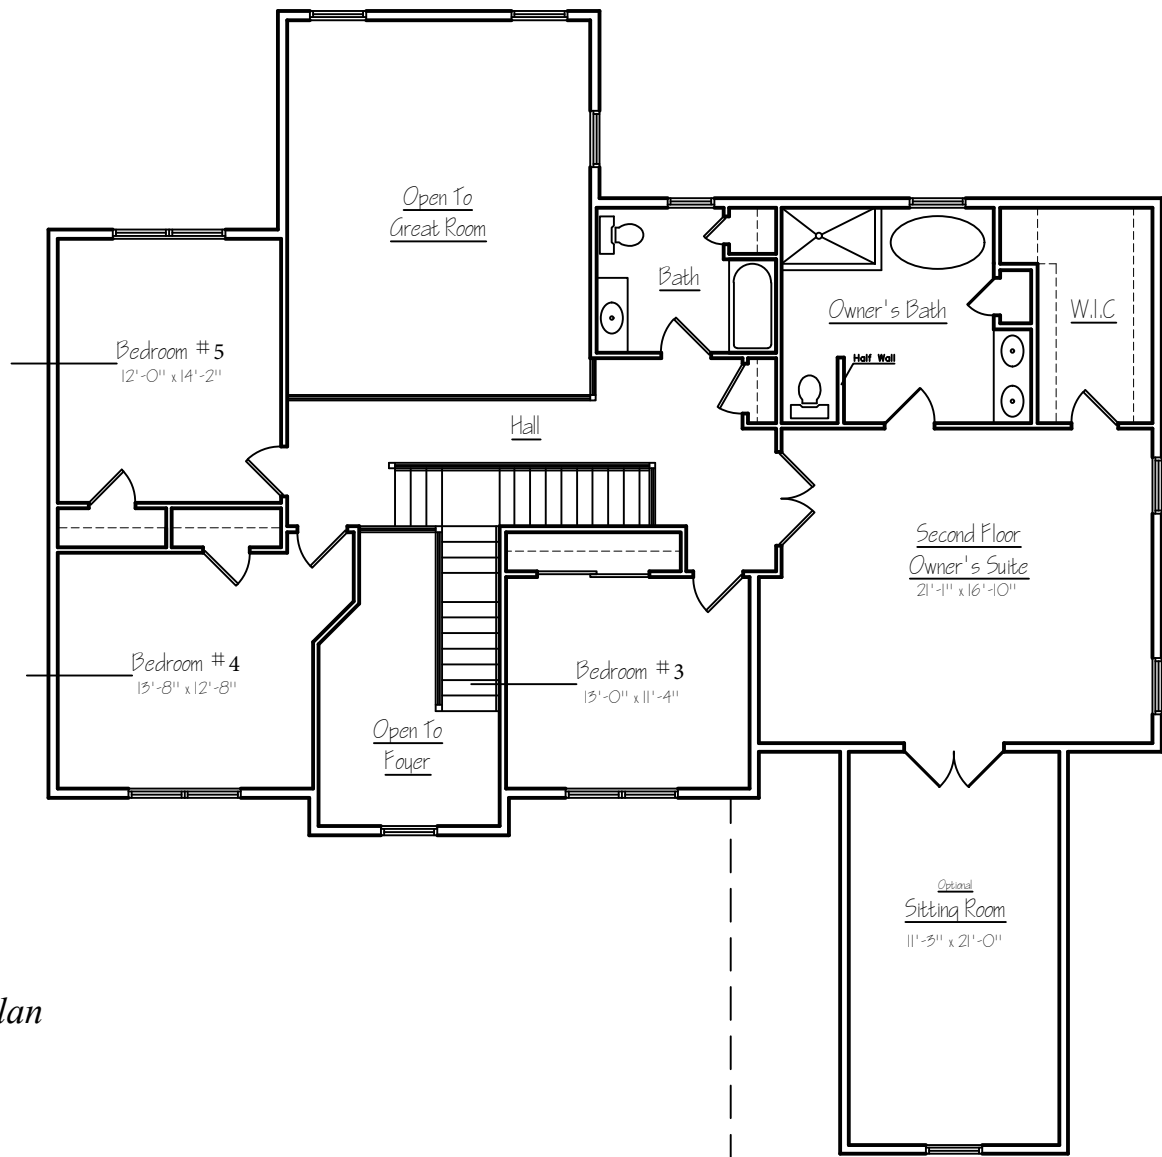 Open To
Great Room
Bath
Owner's Bath
W.I.C
Bedroom #5
12'-0" x 14'-2"
Half Wall
Hall
Second Floor
Owner's Suite
21'-1" x 16'-10"
Bedroom #4
13'-8" x 12'-8"
Bedroom #3
13'-0" x 11'-4"
Open To
Foyer
Optional
Sitting Room
11'-3" x 21'-0"
lan